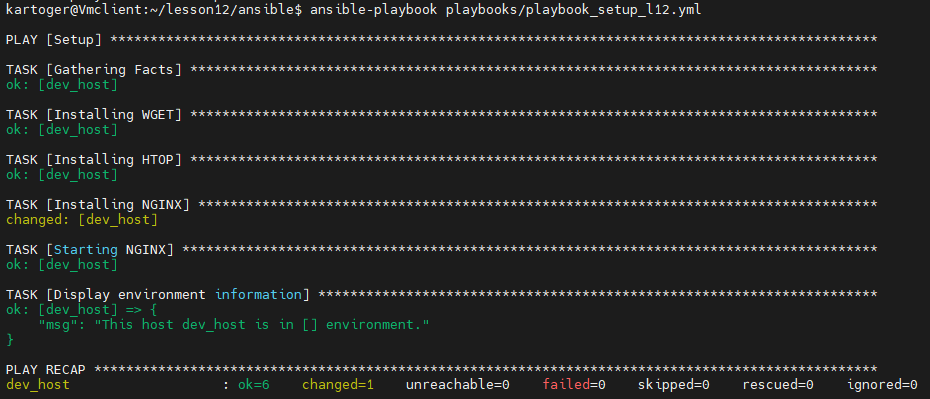 kartoger@Vmclient:~/lesson12/ansible$ ansible-playbook playbooks/playbook_setup_l12.yml
PLAY [Setup] ************************************************************************************************
TASK [Gathering Facts] **************************************************************************************
ok: [dev_host]
TASK [Installing WGET] **************************************************************************************
ok: [dev_host]
TASK [Installing HTOP] **************************************************************************************
ok: [dev_host]
TASK [Installing NGINX] *************************************************************************************
changed: [dev_host]
TASK [Starting NGINX] ***************************************************************************************
ok: [dev_host]
TASK [Display environment information] **********************************************************************
ok: [dev_host] => {
    "msg": "This host dev_host is in [] environment."
}
PLAY RECAP **************************************************************************************************
dev_host                   : ok=6    changed=1    unreachable=0    failed=0    skipped=0    rescued=0    ignored=0